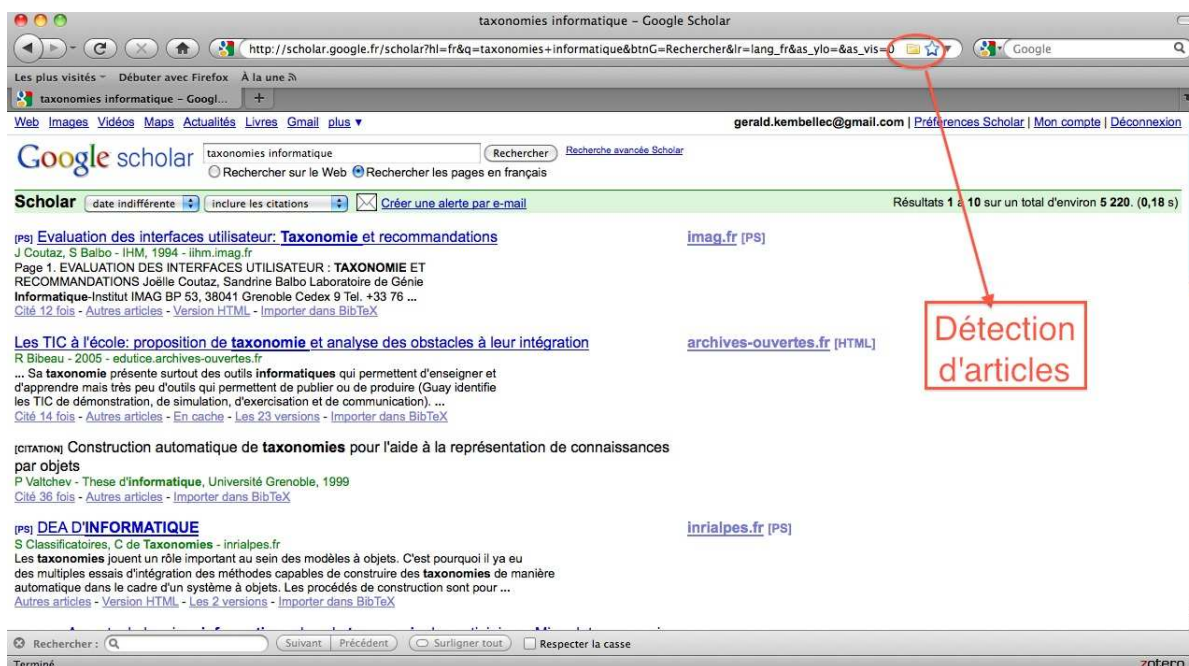 taxonomies informatique – Google Scholar
http://scholar.google.fr/scholar?hl=fr&q=taxonomies+informatique&btnG=Rechercher&lr=lang_fr&as_ylo=&as_vis=0 Google
Les plus visités Débuter avec Firefox À la une
taxonomies informatique – Googl... +
Web Images Vidéos Maps Actualités Livres Gmail plus ▼ gerald.kembellec@gmail.com | Préférences Scholar | Mon compte | Déconnexion
Google scholar taxonomies informatique Rechercher Recherche avancée Scholar
Rechercher sur le Web Rechercher les pages en français
Scholar date indifférente inclure les citations Créer une alerte par e-mail Résultats 1 à 10 sur un total d'environ 5 220. (0,18 s)
[PS] Evaluation des interfaces utilisateur: Taxonomie et recommandations imag.fr [PS]
J Coutaz, S Balbo - IHM, 1994 - iihm.imag.fr
Page 1. EVALUATION DES INTERFACES UTILISATEUR : TAXONOMIE ET
RECOMMANDATIONS Joëlle Coutaz, Sandrine Balbo Laboratoire de Génie
Informatique-Institut IMAG BP 53, 38041 Grenoble Cedex 9 Tel. +33 76 ...
Cité 12 fois - Autres articles - Version HTML - Importer dans BibTeX
Détection
d'articles
Les TIC à l'école: proposition de taxonomie et analyse des obstacles à leur intégration archives-ouvertes.fr [HTML]
R Bibeau - 2005 - edutice.archives-ouvertes.fr
... Sa taxonomie présente surtout des outils informatiques qui permettent d'enseigner et
d'apprendre mais très peu d'outils qui permettent de publier ou de produire (Guay identifie
les TIC de démonstration, de simulation, d'exercisation et de communication). ...
Cité 14 fois - Autres articles - En cache - Les 23 versions - Importer dans BibTeX
[CITATION] Construction automatique de taxonomies pour l'aide à la représentation de connaissances
par objets
P Valtchev - These d'informatique, Université Grenoble, 1999
Cité 36 fois - Autres articles - Importer dans BibTeX
[PS] DEA D'INFORMATIQUE inrialpes.fr [PS]
S Classificatoires, C de Taxonomies - inrialpes.fr
Les taxonomies jouent un rôle important au sein des modèles à objets. C'est pourquoi il ya eu
des multiples essais d'intégration des méthodes capables de construire des taxonomies de manière
automatique dans le cadre d'un système à objets. Les procédés de construction sont pour ...
Autres articles - Version HTML - Les 2 versions - Importer dans BibTeX
Rechercher : Suivant Précédent Surligner tout Respecter la casse
Terminé zotero